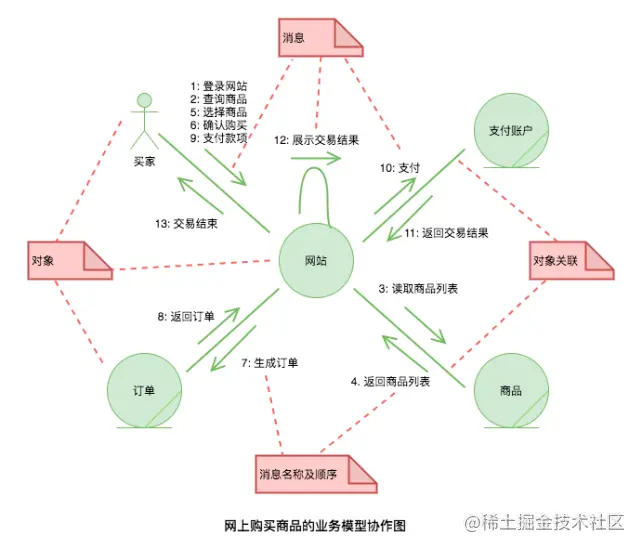 消息
1: 登录网站
2: 查询商品
5: 选择商品
6: 确认购买
9: 支付款项
买家
12: 展示交易结果
10: 支付
支付账户
13: 交易结束
11: 返回交易结果
对象
网站
对象关联
3: 读取商品列表
8: 返回订单
7: 生成订单
4. 返回商品列表
订单
商品
消息名称及顺序
网上购买商品的业务模型协作图
@稀土掘金技术社区